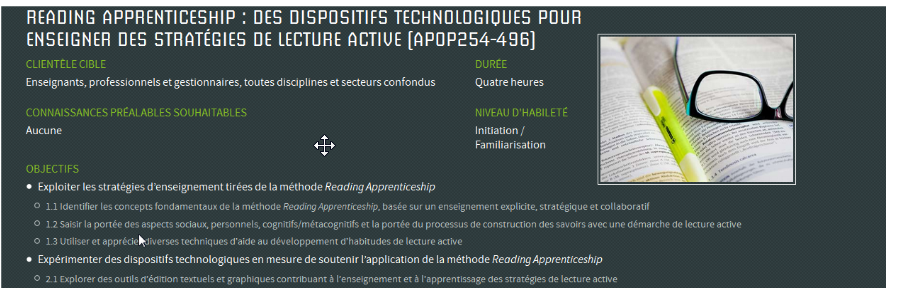 READING APPRENTICESHIP : DES DISPOSITIFS TECHNOLOGIQUES POUR
ENSEIGNER DES STRATÉGIES DE LECTURE ACTIVE (APOP254-496)
CLIENTÈLE CIBLE
Enseignants, professionnels et gestionnaires, toutes disciplines et secteurs confondus
DURÉE
Quatre heures
CONNAISSANCES PRÉALABLES SOUHAITABLES
Aucune
NIVEAU D'HABILETÉ
Initiation /
Familiarisation
OBJECTIFS
• Exploiter les stratégies d'enseignement tirées de la méthode Reading Apprenticeship
1.1 Identifier les concepts fondamentaux de la méthode Reading Apprenticeship, basée sur un enseignement explicite, stratégique et collaboratif
1.2 Saisir la portée des aspects sociaux, personnels, cognitifs/métacognitifs et la portée du processus de construction des savoirs avec une démarche de lecture active
1.3 Utiliser et apprécier diverses techniques d'aide au développement d'habitudes de lecture active
• Expérimenter des dispositifs technologiques en mesure de soutenir l'application de la méthode Reading Apprenticeship
2.1 Explorer des outils d'édition textuels et graphiques contribuant à l'enseignement et à l'apprentissage des stratégies de lecture active